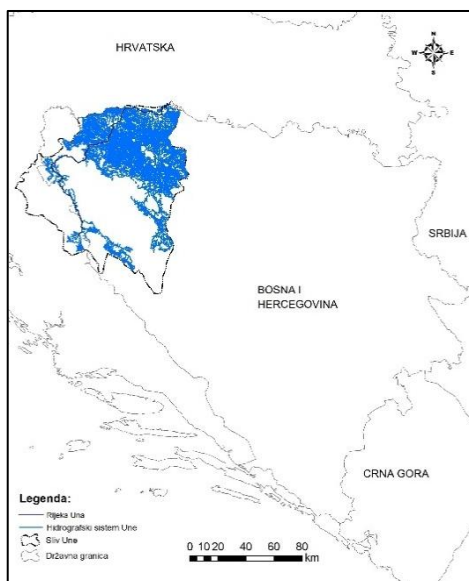 HRVATSKA
N
W E
S
SRBIJA
BOSNA I
HERCEGOVINA
CRNA GORA
Legenda:
Rijeka Una
Hidrografski sistem Une
Sliv Une
Državna granica
0 10 20 40 60 80
km